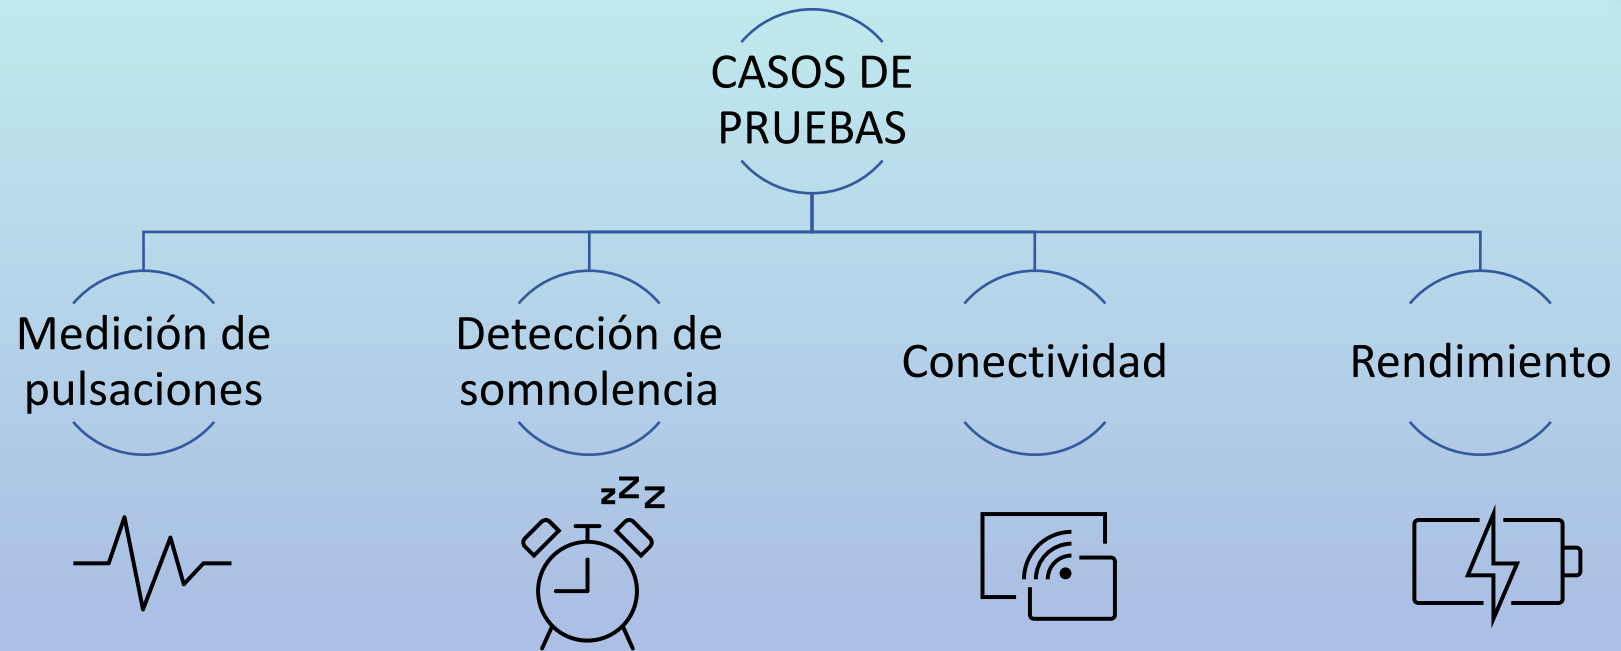 CASOS DE
PRUEBAS
Medición de
pulsaciones
Detección de
somnolencia
Conectividad
Rendimiento
zZz